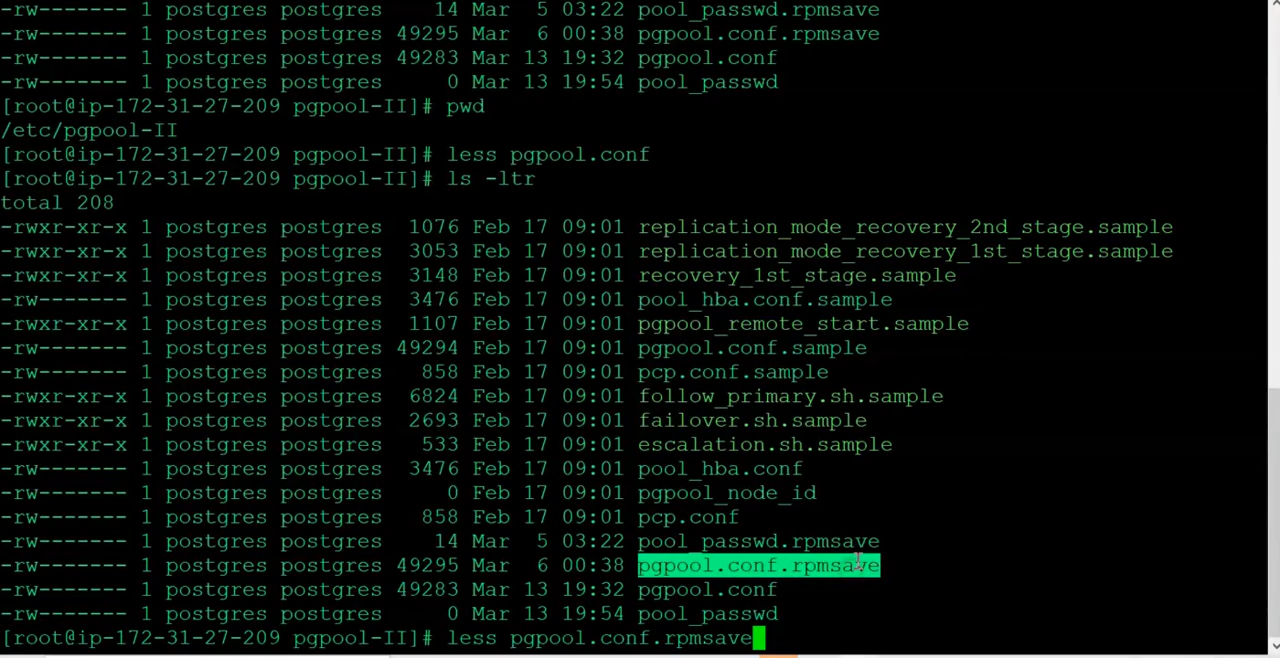 -rw------- 1 postgres postgres    14 Mar  5 03:22 pool_passwd.rpmsave
-rw------- 1 postgres postgres 49295 Mar  6 00:38 pgpool.conf.rpmsave
-rw------- 1 postgres postgres 49283 Mar 13 19:32 pgpool.conf
-rw------- 1 postgres postgres     0 Mar 13 19:54 pool_passwd
[root@ip-172-31-27-209 pgpool-II]# pwd
/etc/pgpool-II
[root@ip-172-31-27-209 pgpool-II]# less pgpool.conf
[root@ip-172-31-27-209 pgpool-II]# ls -ltr
total 208
-rwxr-xr-x 1 postgres postgres  1076 Feb 17 09:01 replication_mode_recovery_2nd_stage.sample
-rwxr-xr-x 1 postgres postgres  3053 Feb 17 09:01 replication_mode_recovery_1st_stage.sample
-rwxr-xr-x 1 postgres postgres  3148 Feb 17 09:01 recovery_1st_stage.sample
-rw------- 1 postgres postgres  3476 Feb 17 09:01 pool_hba.conf.sample
-rwxr-xr-x 1 postgres postgres  1107 Feb 17 09:01 pgpool_remote_start.sample
-rw------- 1 postgres postgres 49294 Feb 17 09:01 pgpool.conf.sample
-rw------- 1 postgres postgres   858 Feb 17 09:01 pcp.conf.sample
-rwxr-xr-x 1 postgres postgres  6824 Feb 17 09:01 follow_primary.sh.sample
-rwxr-xr-x 1 postgres postgres  2693 Feb 17 09:01 failover.sh.sample
-rwxr-xr-x 1 postgres postgres   533 Feb 17 09:01 escalation.sh.sample
-rw------- 1 postgres postgres  3476 Feb 17 09:01 pool_hba.conf
-rw------- 1 postgres postgres     0 Feb 17 09:01 pgpool_node_id
-rw------- 1 postgres postgres   858 Feb 17 09:01 pcp.conf
-rw------- 1 postgres postgres    14 Mar  5 03:22 pool_passwd.rpmsave
-rw------- 1 postgres postgres 49295 Mar  6 00:38 pgpool.conf.rpmsave
-rw------- 1 postgres postgres 49283 Mar 13 19:32 pgpool.conf
-rw------- 1 postgres postgres     0 Mar 13 19:54 pool_passwd
[root@ip-172-31-27-209 pgpool-II]# less pgpool.conf.rpmsave